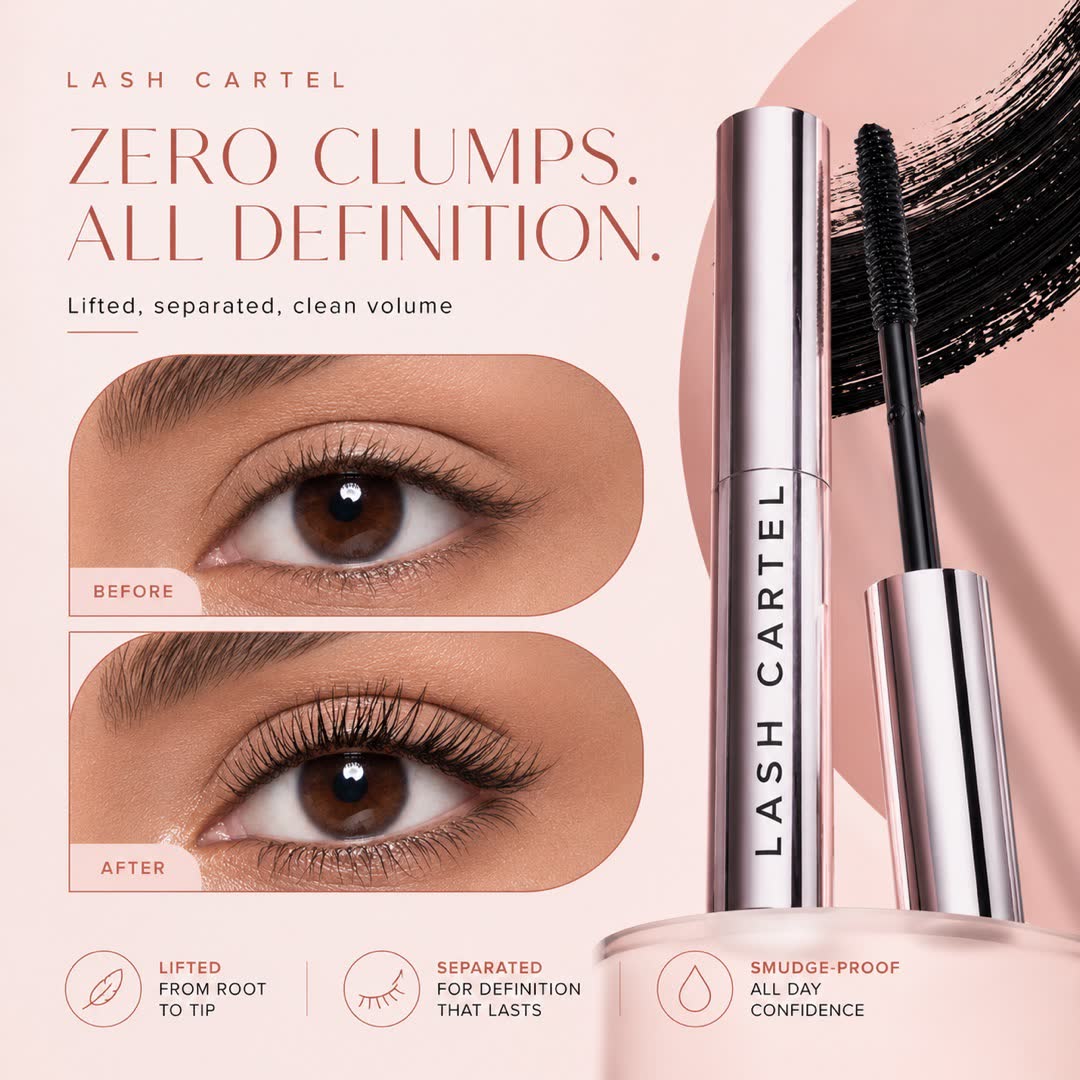 LASH CARTEL
ZERO CLUMPS.
ALL DEFINITION.
Lifted, separated, clean volume
BEFORE
AFTER
LASH CARTEL
LIFTED
FROM ROOT
TO TIP
SEPARATED
FOR DEFINITION
THAT LASTS
SMUDGE-PROOF
ALL DAY
CONFIDENCE